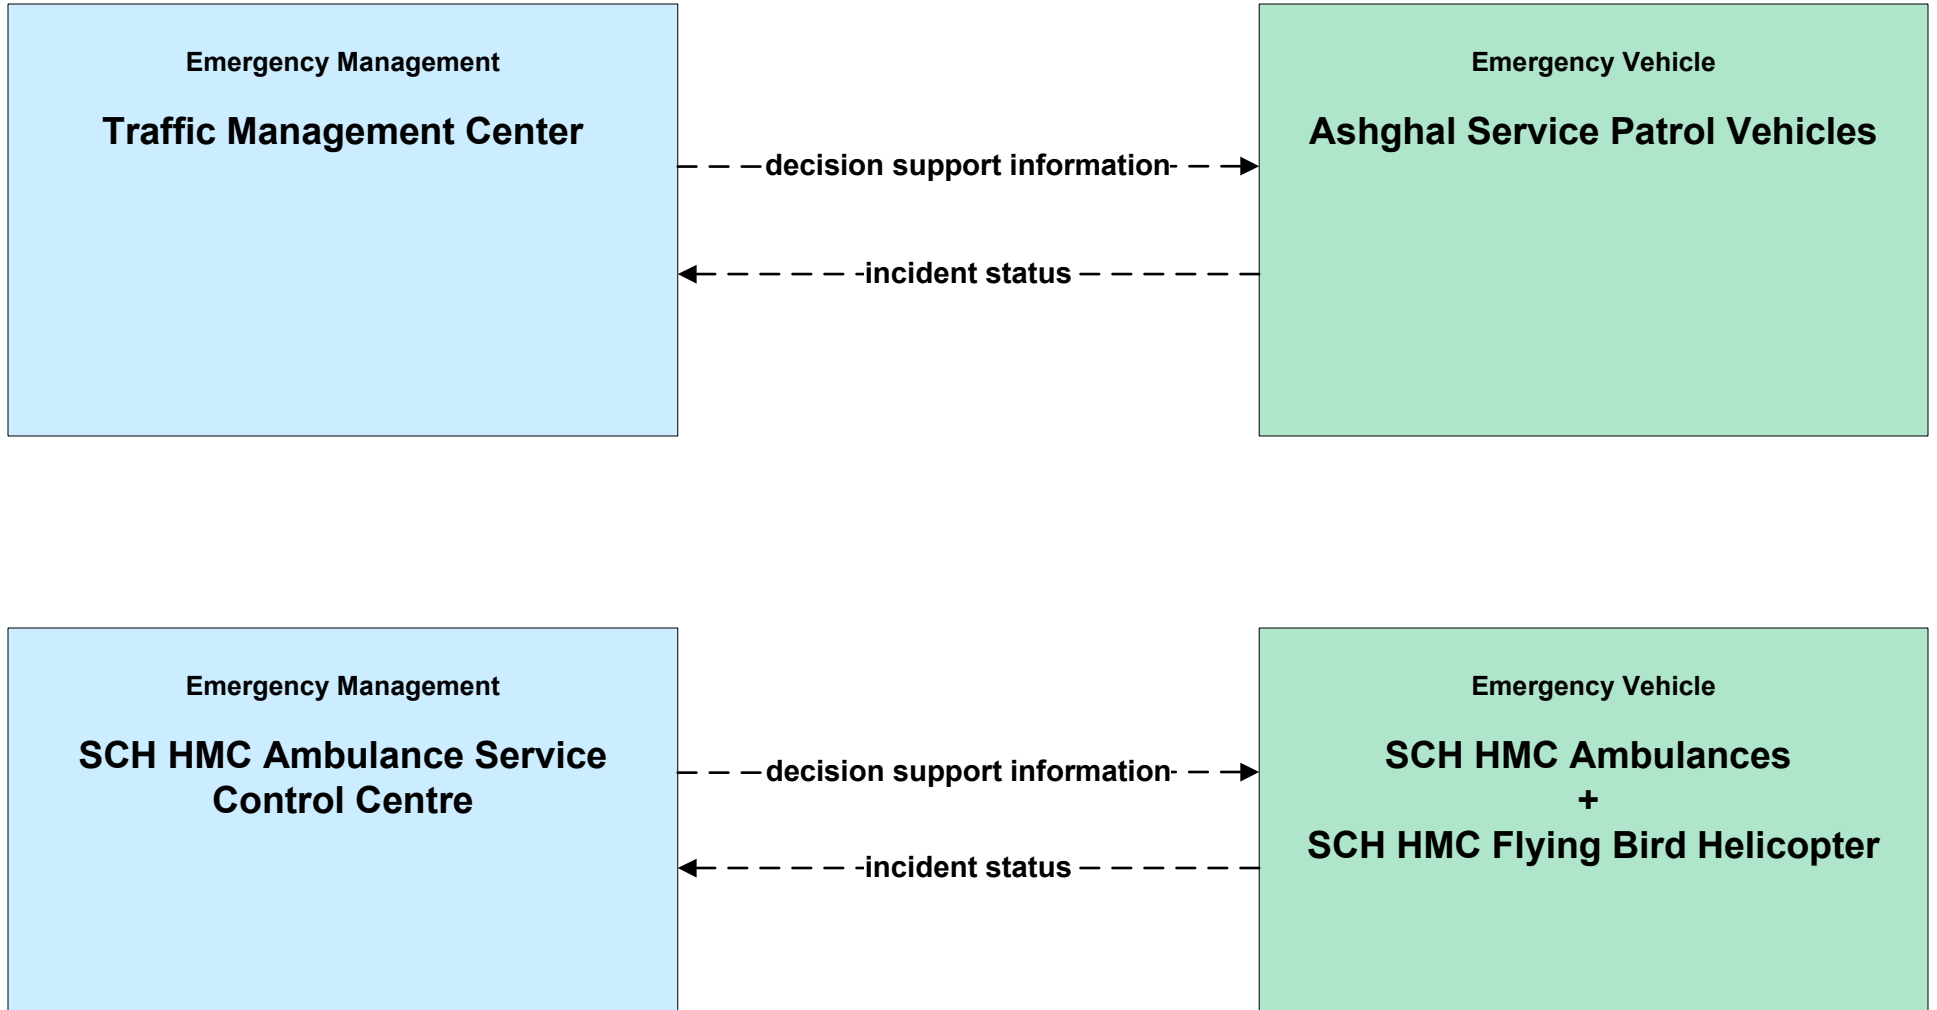 Emergency Management
Traffic Management Center
Emergency Vehicle
Ashghal Service Patrol Vehicles
decision support information
incident status
Emergency Management
SCH HMC Ambulance Service
Control Centre
Emergency Vehicle
SCH HMC Ambulances
+
SCH HMC Flying Bird Helicopter
decision support information
incident status